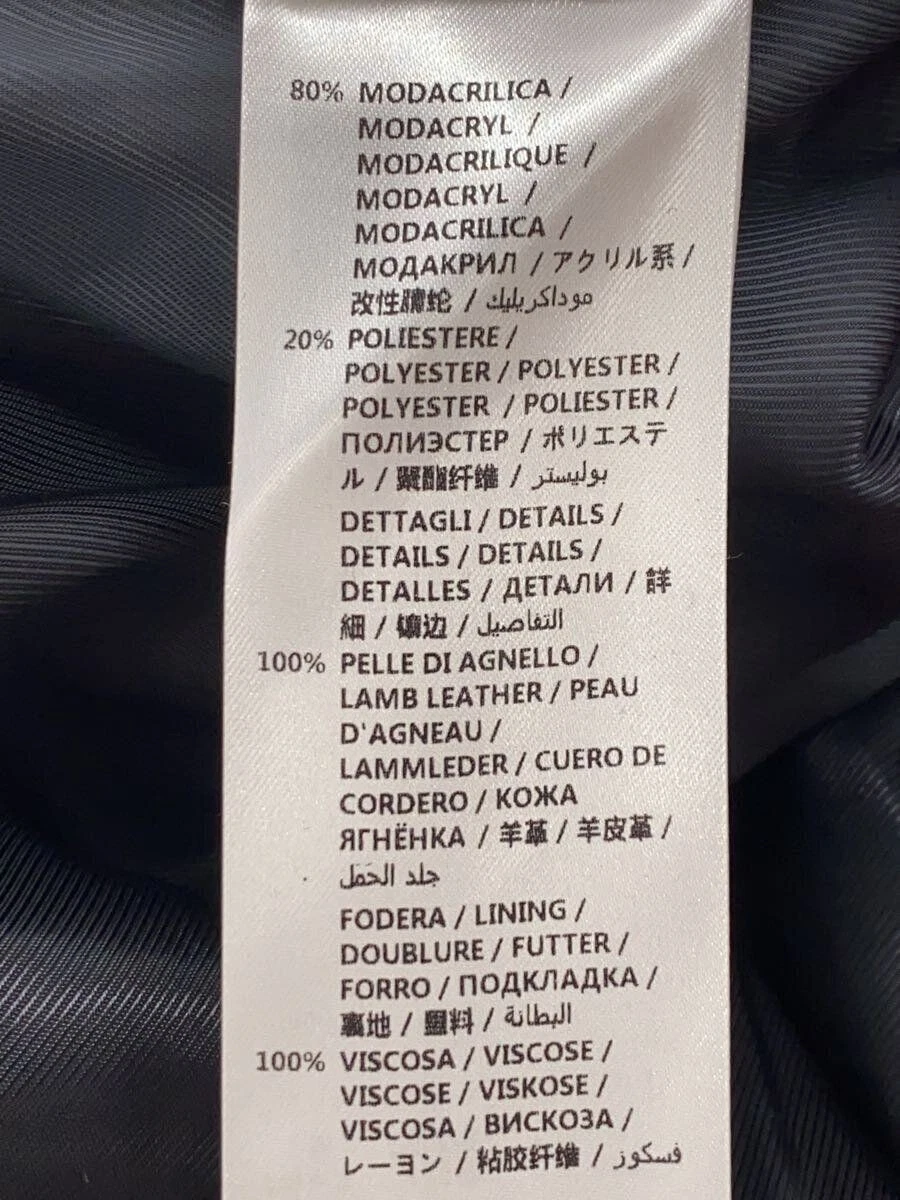 80% MODACRILICA /
MODACRYL /
MODACRILIQUE /
MODACRYL /
MODACRILICA /
МОДАКРИЛ / アクリル系 /
改性腈纶 / موداكريليك
20% POLIESTERE /
POLYESTER / POLYESTER /
POLYESTER / POLIESTER /
ПОЛИЭСТЕР / ポリエステ
ル / 聚酯纤维 / بوليستر
DETTAGLI / DETAILS /
DETAILS / DETAILS /
DETALLES / ДЕТАЛИ / 詳
細 / 镶边 / التفاصيل
100% PELLE DI AGNELLO /
LAMB LEATHER / PEAU
D'AGNEAU /
LAMMLEDER / CUERO DE
CORDERO / КОЖА
ЯГНЁНКА / 羊革 / 羊皮革 /
جلد الحَمَل
FODERA / LINING /
DOUBLURE / FUTTER /
FORRO / ПОДКЛАДКА /
裏地 / 里料 / البطانة
100% VISCOSA / VISCOSE /
VISCOSE / VISKOSE /
VISCOSA / ВИСКОЗА /
レーヨン / 粘胶纤维 / فسكوز